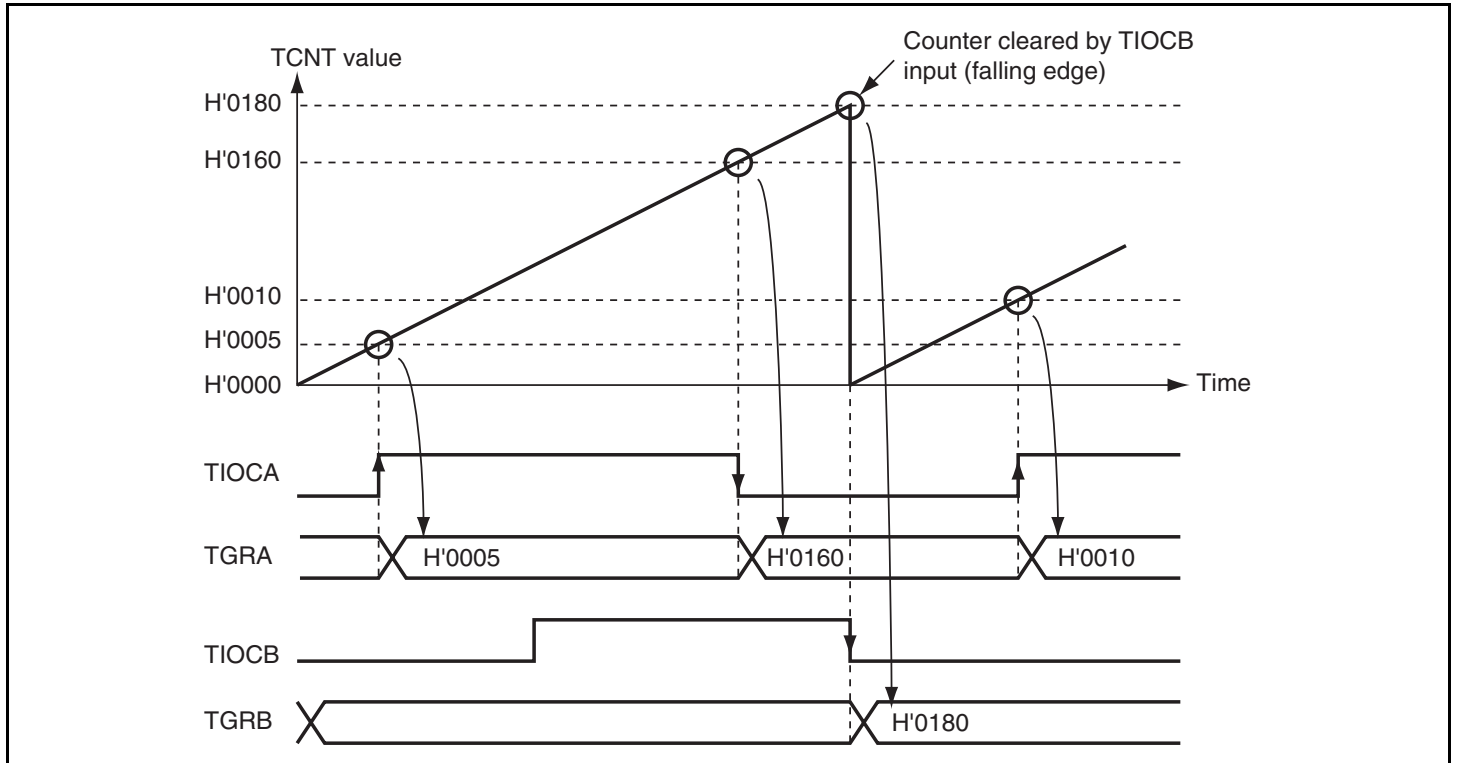 Counter cleared by TIOCB
input (falling edge)
TCNT value
H'0180
H'0160
H'0010
H'0005
H'0000
Time
TIOCA
TGRA
H'0005
H'0160
H'0010
TIOCB
TGRB
H'0180